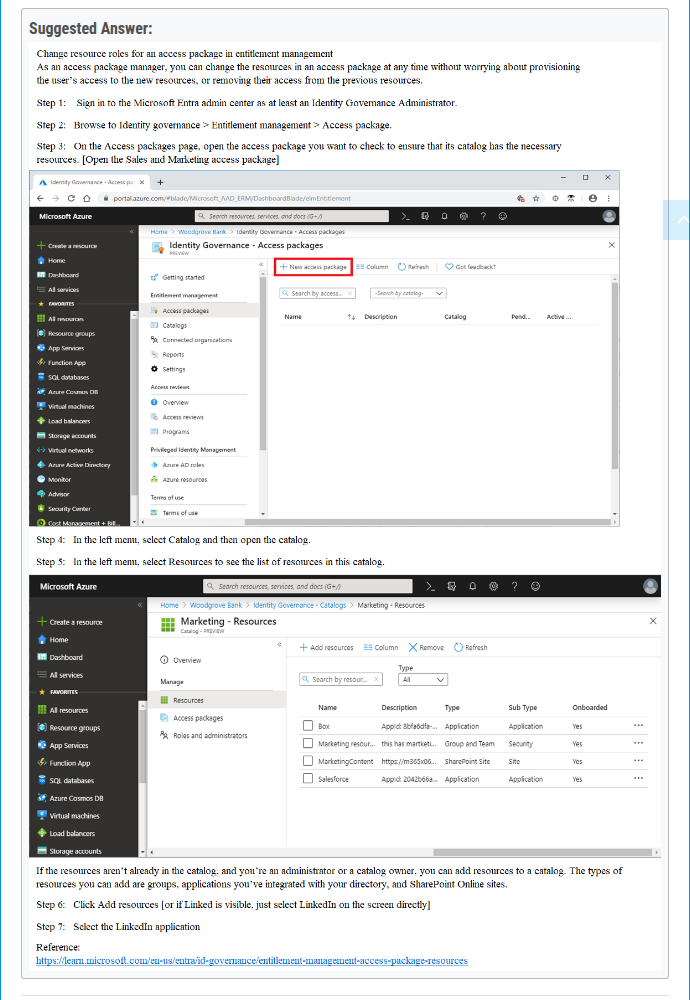 Suggested Answer:
Change resource roles for an access package in entitlement management
As an access package manager, you can change the resources in an access package at any time without worrying about provisioning
the user's access to the new resources, or removing their access from the previous resources.
Step 1: Sign in to the Microsoft Entra admin center as at least an Identity Governance Administrator.
Step 2: Browse to Identity governance > Entitlement management > Access package.
Step 3: On the Access packages page, open the access package you want to check to ensure that its catalog has the necessary
resources. [Open the Sales and Marketing access package]
Identity Governance - Access pa
portal.azure.com/#blade/Microsoft_AAD_ERM/DashboardBlade/elmEntitlement
Microsoft Azure
Search resources, services, and docs (G+/)
Home > Woodgrove Bank > Identity Governance - Access packages
Identity Governance - Access packages
PREVIEW
Create a resource
Home
Dashboard
All services
FAVORITES
All resources
Resource groups
App Services
Function App
SQL databases
Azure Cosmos DB
Virtual machines
Load balancers
Storage accounts
Virtual networks
Azure Active Directory
Monitor
Advisor
Security Center
Cost Management + Bill...
Getting started
Entitlement management
Access packages
Catalogs
Connected organizations
Reports
Settings
Access reviews
Overview
Access reviews
Programs
Privileged Identity Management
Azure AD roles
Azure resources
Terms of use
Terms of use
New access package Column Refresh Got feedback?
Search by access... -Search by catalog-
Name Description Catalog Pend... Active ...
Step 4: In the left menu, select Catalog and then open the catalog.
Step 5: In the left menu, select Resources to see the list of resources in this catalog.
Microsoft Azure
Search resources, services, and docs (G+/)
Home > Woodgrove Bank > Identity Governance - Catalogs > Marketing - Resources
Marketing - Resources
Catalog - PREVIEW
Create a resource
Home
Dashboard
All services
FAVORITES
All resources
Resource groups
App Services
Function App
SQL databases
Azure Cosmos DB
Virtual machines
Load balancers
Storage accounts
Overview
Manage
Resources
Access packages
Roles and administrators
Add resources Column Remove Refresh
Type
Search by resour... All
Name Description Type Sub Type Onboarded
Box AppId: 8bfa6dfa-... Application Application Yes ...
Marketing resour... this has martketi... Group and Team Security Yes ...
MarketingContent https://m365x06... SharePoint Site Site Yes ...
Salesforce AppId: 2042b66a... Application Application Yes ...
If the resources aren't already in the catalog, and you're an administrator or a catalog owner, you can add resources to a catalog. The types of
resources you can add are groups, applications you've integrated with your directory, and SharePoint Online sites.
Step 6: Click Add resources [or if Linked is visible, just select LinkedIn on the screen directly]
Step 7: Select the LinkedIn application
Reference:
https://learn.microsoft.com/en-us/entra/id-governance/entitlement-management-access-package-resources